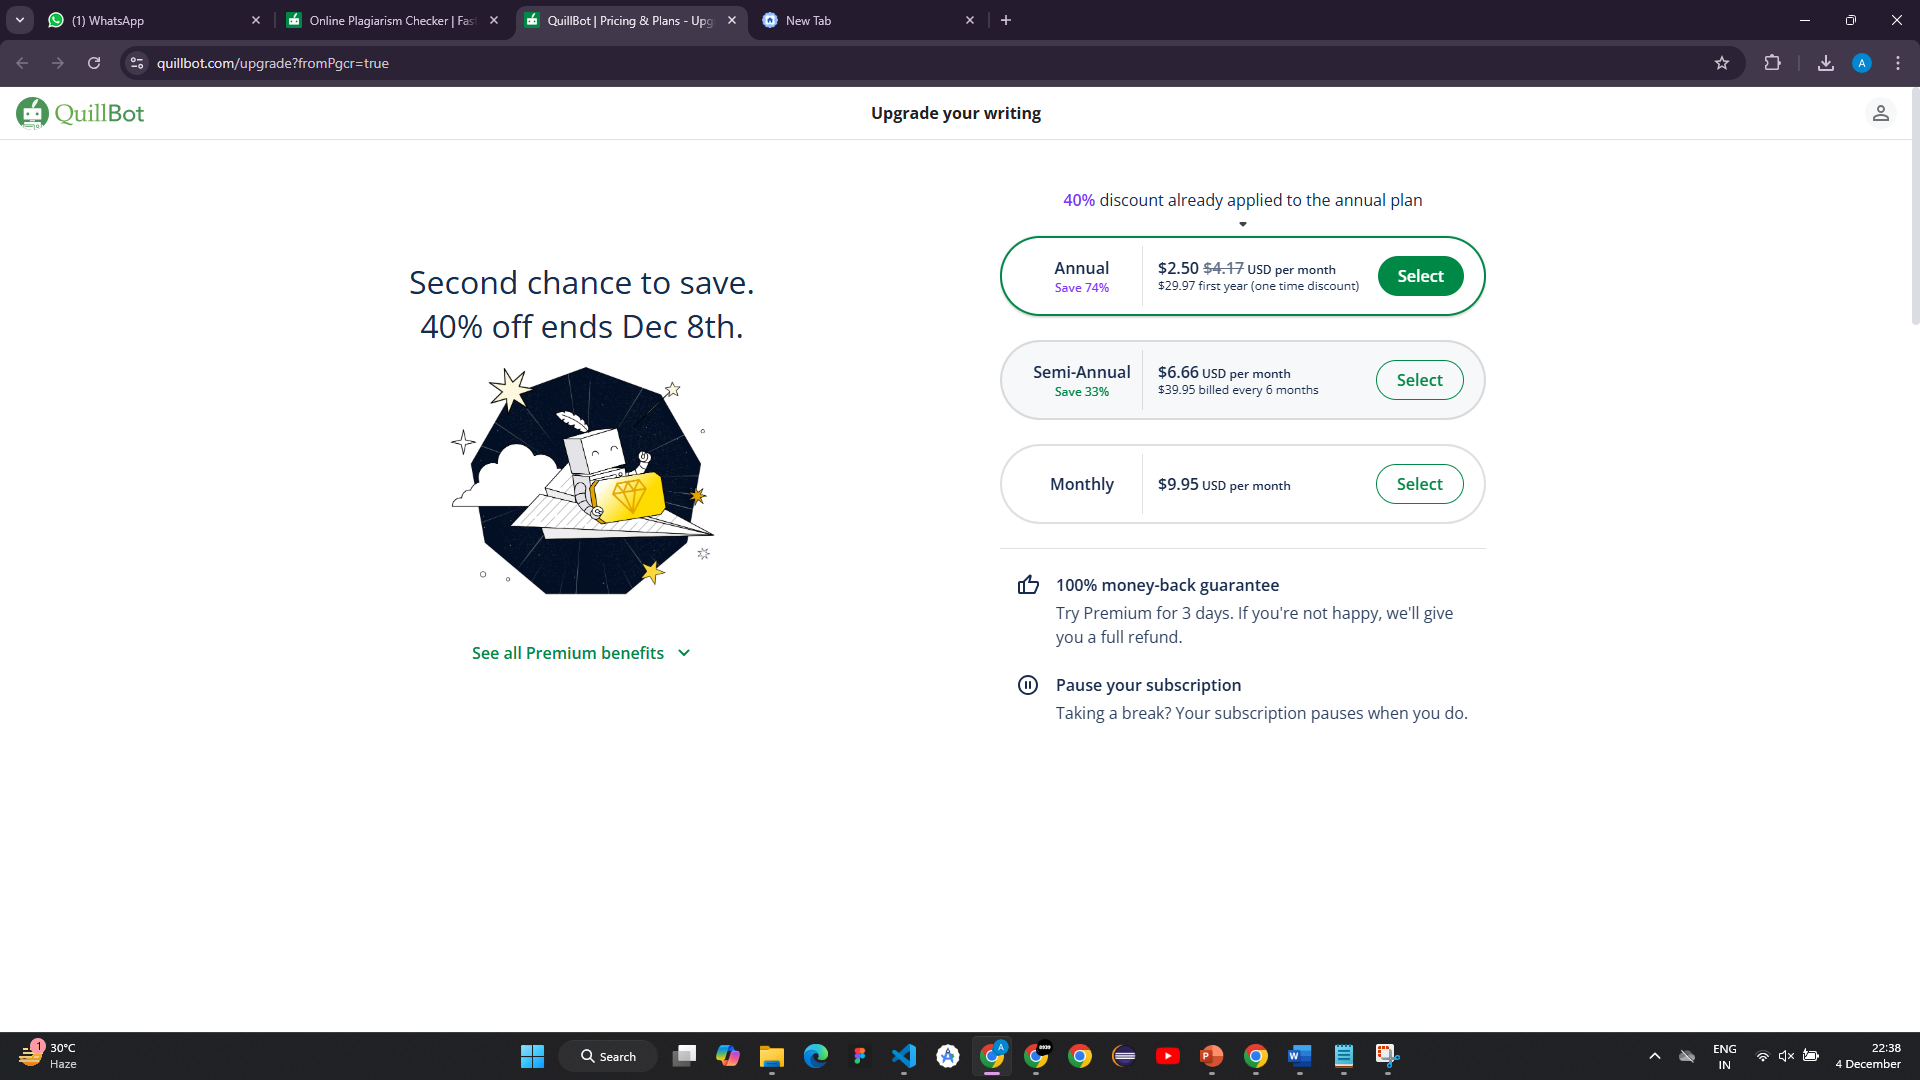 (1) WhatsApp
Online Plagiarism Checker | Fas
QuillBot | Pricing & Plans - Upg
New Tab
quillbot.com/upgrade?fromPgcr=true
QuillBot
Upgrade your writing
40% discount already applied to the annual plan
Second chance to save.
40% off ends Dec 8th.
See all Premium benefits
Annual
Save 74%
$2.50 $4.17 USD per month
$29.97 first year (one time discount)
Select
Semi-Annual
Save 33%
$6.66 USD per month
$39.95 billed every 6 months
Select
Monthly
$9.95 USD per month
Select
100% money-back guarantee
Try Premium for 3 days. If you're not happy, we'll give
you a full refund.
Pause your subscription
Taking a break? Your subscription pauses when you do.
1
30°C
Haze
Search
ENG
IN
22:38
4 December